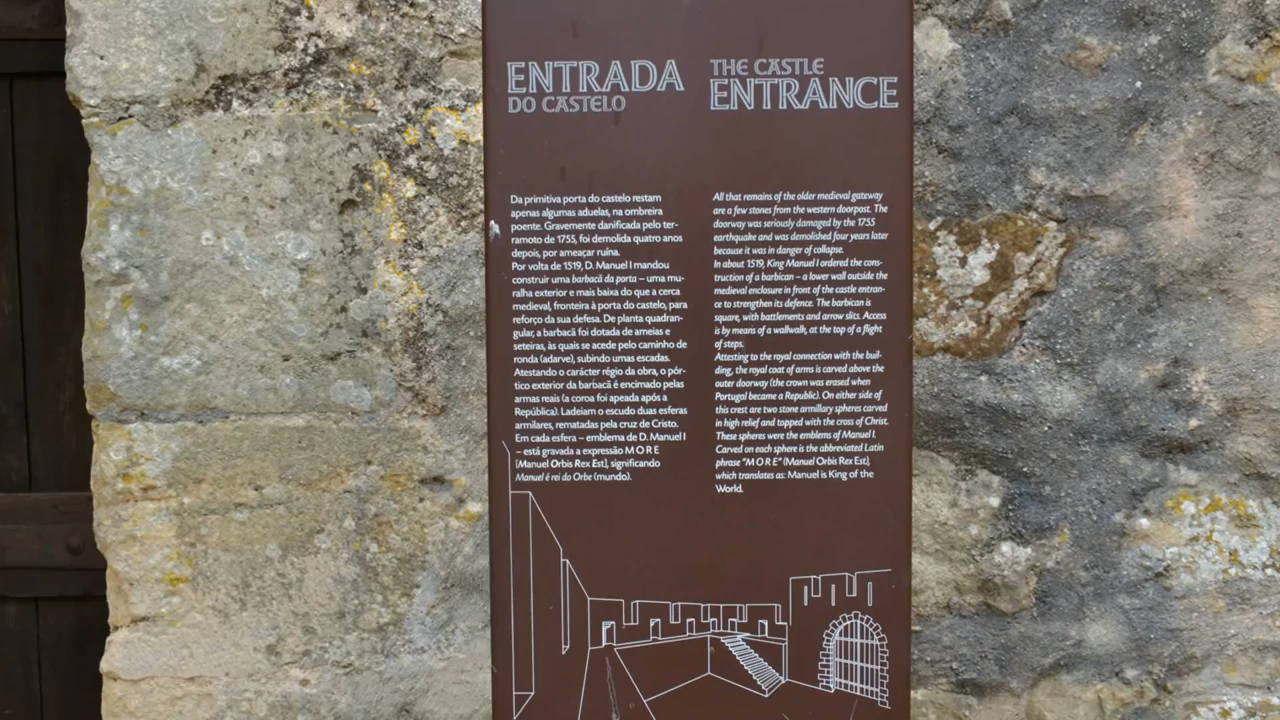 ENTRADA
DO CASTELO
Da primitiva porta do castelo restam
apenas algumas aduelas, na ombreira
poente. Gravemente danificada pelo ter-
ramoto de 1755, foi demolida quatro anos
depois, por ameaçar ruína.
Por volta de 1519, D. Manuel I mandou
construir uma barbacã da porta – uma mu-
ralha exterior e mais baixa do que a cerca
medieval, fronteira à porta do castelo, para
reforço da sua defesa. De planta quadran-
gular, a barbacã foi dotada de ameias e
seteiras, às quais se acede pelo caminho de
ronda (adarve), subindo umas escadas.
Atestando o carácter régio da obra, o pór-
tico exterior da barbacã é encimado pelas
armas reais (a coroa foi apeada após a
República). Ladeiam o escudo duas esferas
armilares, rematadas pela cruz de Cristo.
Em cada esfera – emblema de D. Manuel I
– está gravada a expressão M O R E
(Manuel Orbis Rex Est), significando
Manuel é rei do Orbe (mundo).
THE CASTLE
ENTRANCE
All that remains of the older medieval gateway
are a few stones from the western doorpost. The
doorway was seriously damaged by the 1755
earthquake and was demolished four years later
because it was in danger of collapse.
In about 1519, King Manuel I ordered the cons-
truction of a barbican – a lower wall outside the
medieval enclosure in front of the castle entran-
ce to strengthen its defence. The barbican is
square, with battlements and arrow slits. Access
is by means of a wallwalk, at the top of a flight
of steps.
Attesting to the royal connection with the buil-
ding, the royal coat of arms is carved above the
outer doorway (the crown was erased when
Portugal became a Republic). On either side of
this crest are two stone armillary spheres carved
in high relief and topped with the cross of Christ.
These spheres were the emblems of Manuel I.
Carved on each sphere is the abbreviated Latin
phrase "M O R E" (Manuel Orbis Rex Est),
which translates as: Manuel is King of the
World.